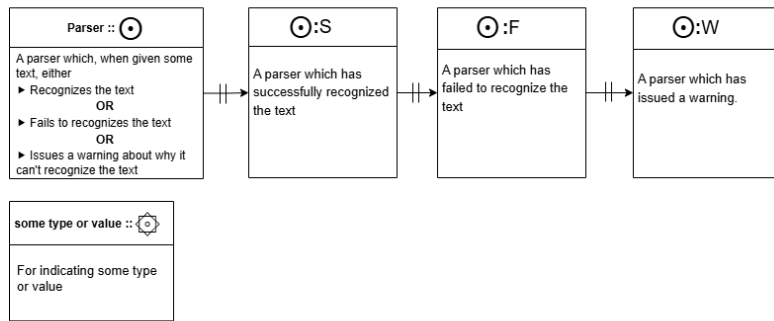 Parser :: ⊙
A parser which, when given some
text, either
► Recognizes the text
OR
► Fails to recognizes the text
OR
► Issues a warning about why it
can't recognize the text
⊙:S
A parser which has
successfully recognized
the text
⊙:F
A parser which has
failed to recognize the
text
⊙:W
A parser which has
issued a warning.
some type or value ::
For indicating some type
or value